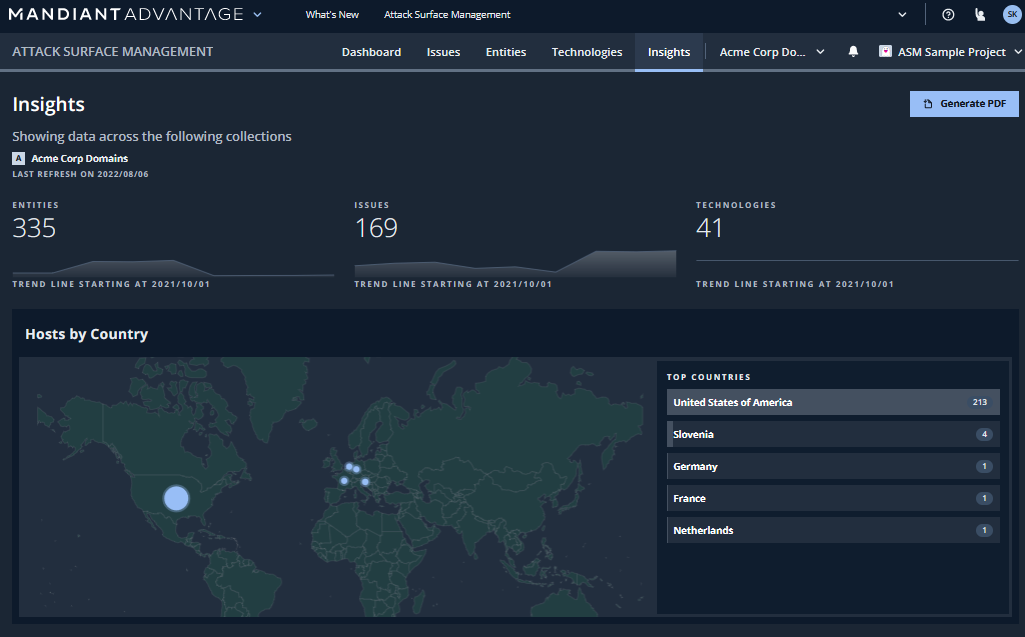 MANDIANT ADVANTAGE What's New Attack Surface Management SK
ATTACK SURFACE MANAGEMENT Dashboard Issues Entities Technologies Insights Acme Corp Do... ASM Sample Project
Insights
Generate PDF
Showing data across the following collections
A Acme Corp Domains
LAST REFRESH ON 2022/08/06
ENTITIES ISSUES TECHNOLOGIES
335 169 41
TREND LINE STARTING AT 2021/10/01 TREND LINE STARTING AT 2021/10/01 TREND LINE STARTING AT 2021/10/01
Hosts by Country
TOP COUNTRIES
United States of America 213
Slovenia 4
Germany 1
France 1
Netherlands 1